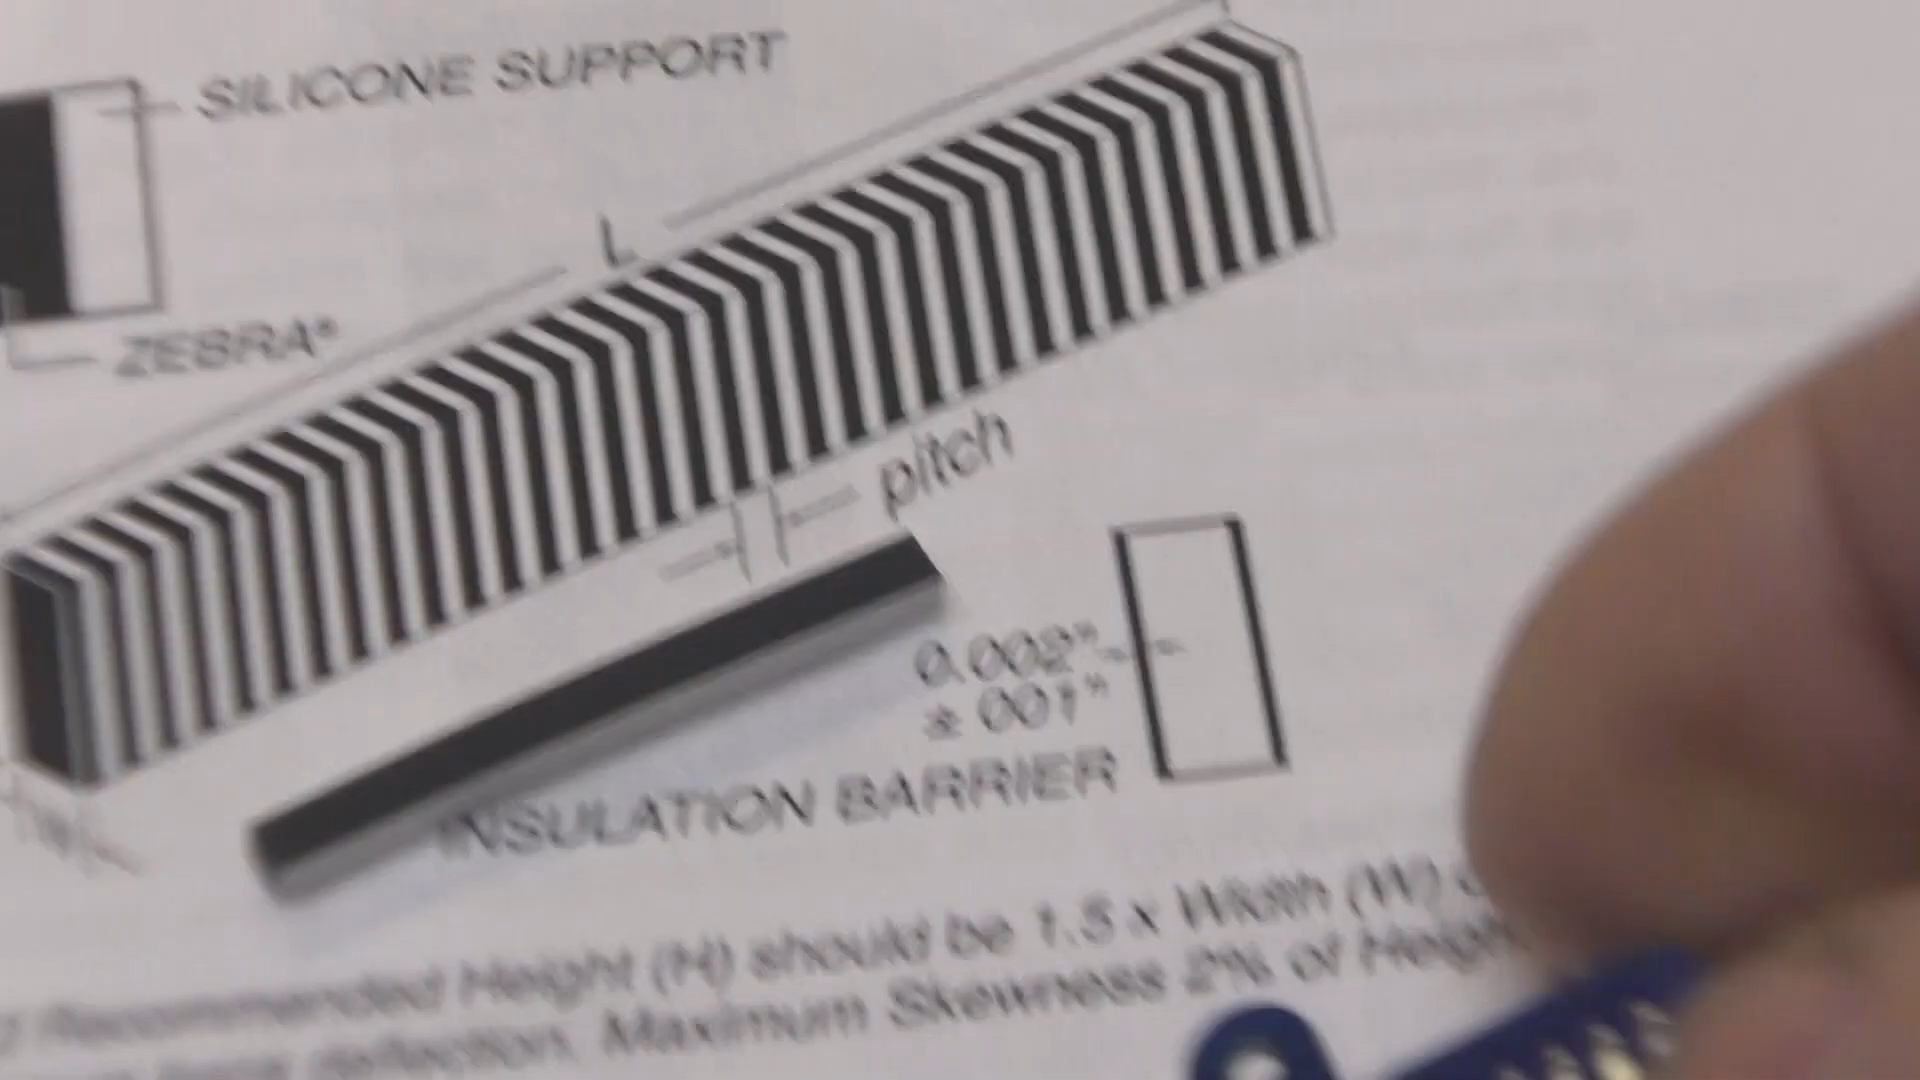 SILICONE SUPPORT
L
ZEBRA®
pitch
0.002"
± .001"
INSULATION BARRIER
Recommended Height (H) should be 1.5 x Width (W)
deflection. Maximum Skewness 2% of Height